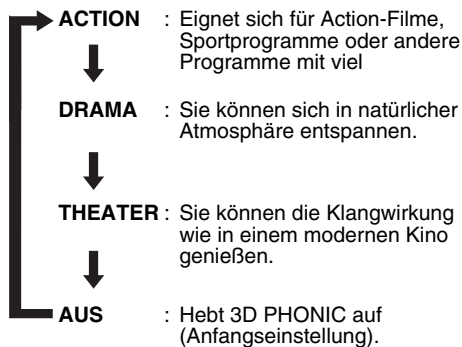 ACTION : Eignet sich für Action-Filme,
Sportprogramme oder andere
Programme mit viel
DRAMA : Sie können sich in natürlicher
Atmosphäre entspannen.
THEATER : Sie können die Klangwirkung
wie in einem modernen Kino
genießen.
AUS : Hebt 3D PHONIC auf
(Anfangseinstellung).